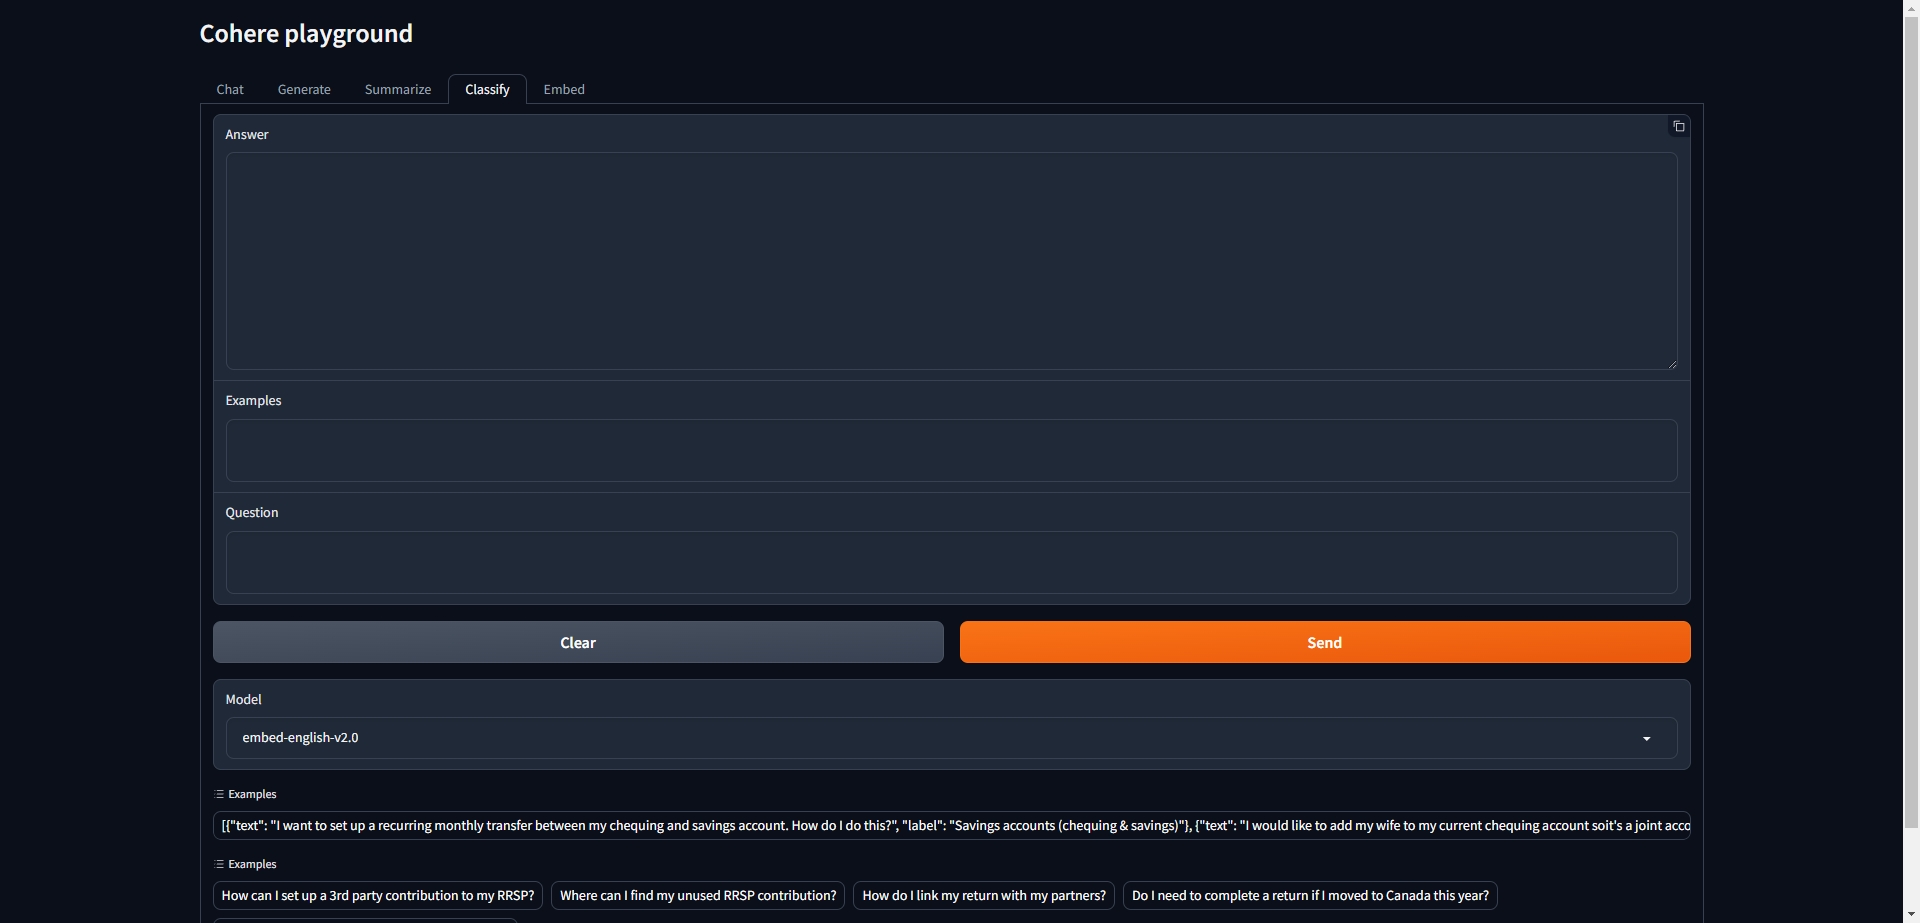 Cohere playground
Chat Generate Summarize Classify Embed
Answer
Examples
Question
Clear Send
Model
embed-english-v2.0
Examples
[{"text": "I want to set up a recurring monthly transfer between my chequing and savings account. How do I do this?", "label": "Savings accounts (chequing & savings)"}, {"text": "I would like to add my wife to my current chequing account soit's a joint acco
Examples
How can I set up a 3rd party contribution to my RRSP? Where can I find my unused RRSP contribution? How do I link my return with my partners? Do I need to complete a return if I moved to Canada this year?